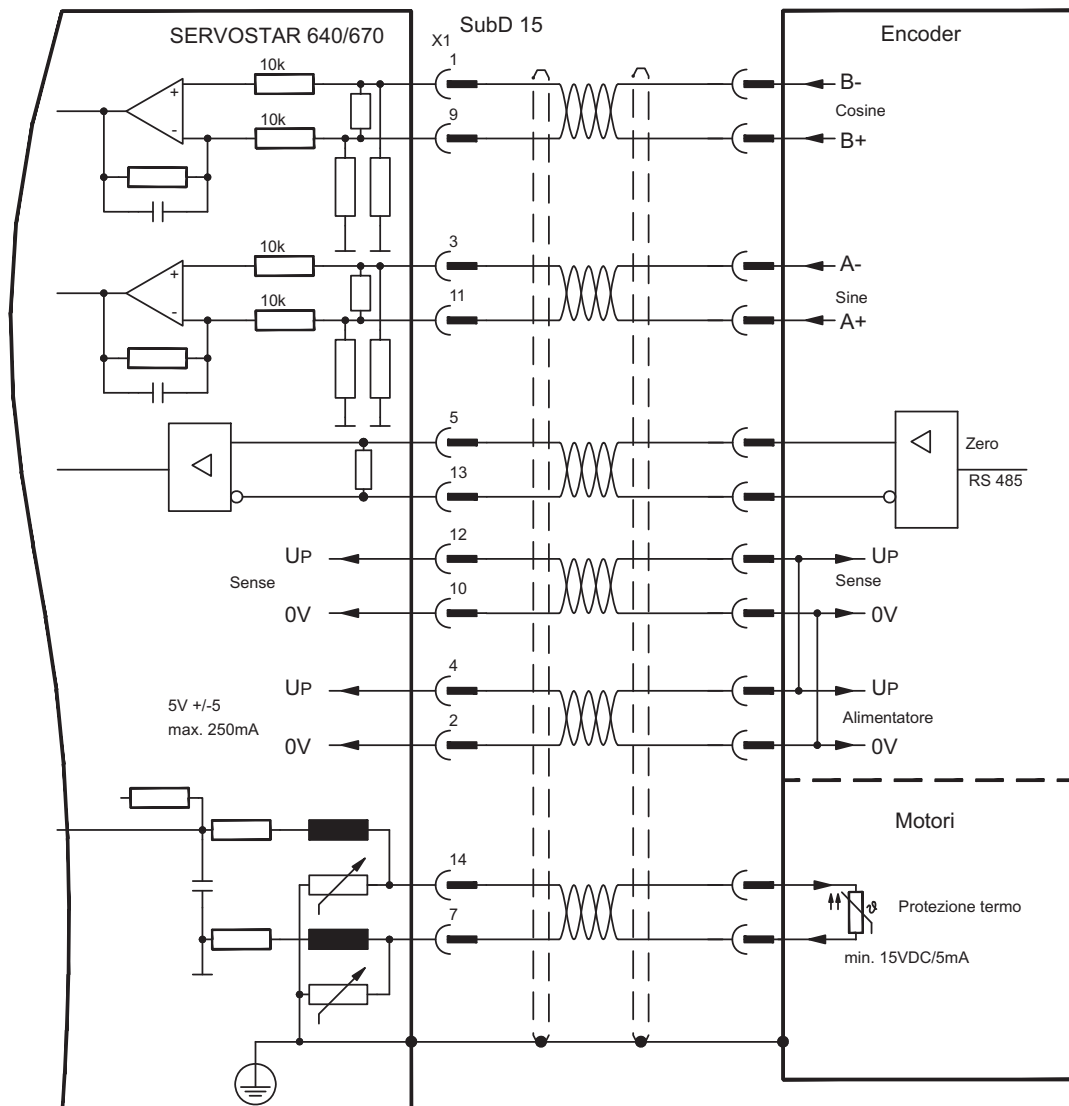 SERVOSTAR 640/670
SubD 15
Encoder
X1
10k
+
-
10k
1
9
B-
Cosine
B+
10k
+
-
10k
3
11
A-
Sine
A+
5
13
Zero
RS 485
UP
Sense
0V
12
10
UP
Sense
0V
5V +/-5
max. 250mA
UP
0V
4
2
UP
Alimentatore
0V
Motori
14
7
ϑ
Protezione termo
min. 15VDC/5mA